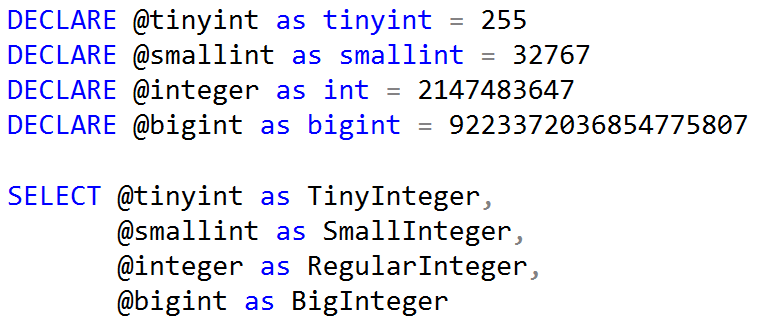 DECLARE @tinyint as tinyint = 255
DECLARE @smallint as smallint = 32767
DECLARE @integer as int = 2147483647
DECLARE @bigint as bigint = 9223372036854775807
SELECT @tinyint as TinyInteger,
@smallint as SmallInteger,
@integer as RegularInteger,
@bigint as BigInteger